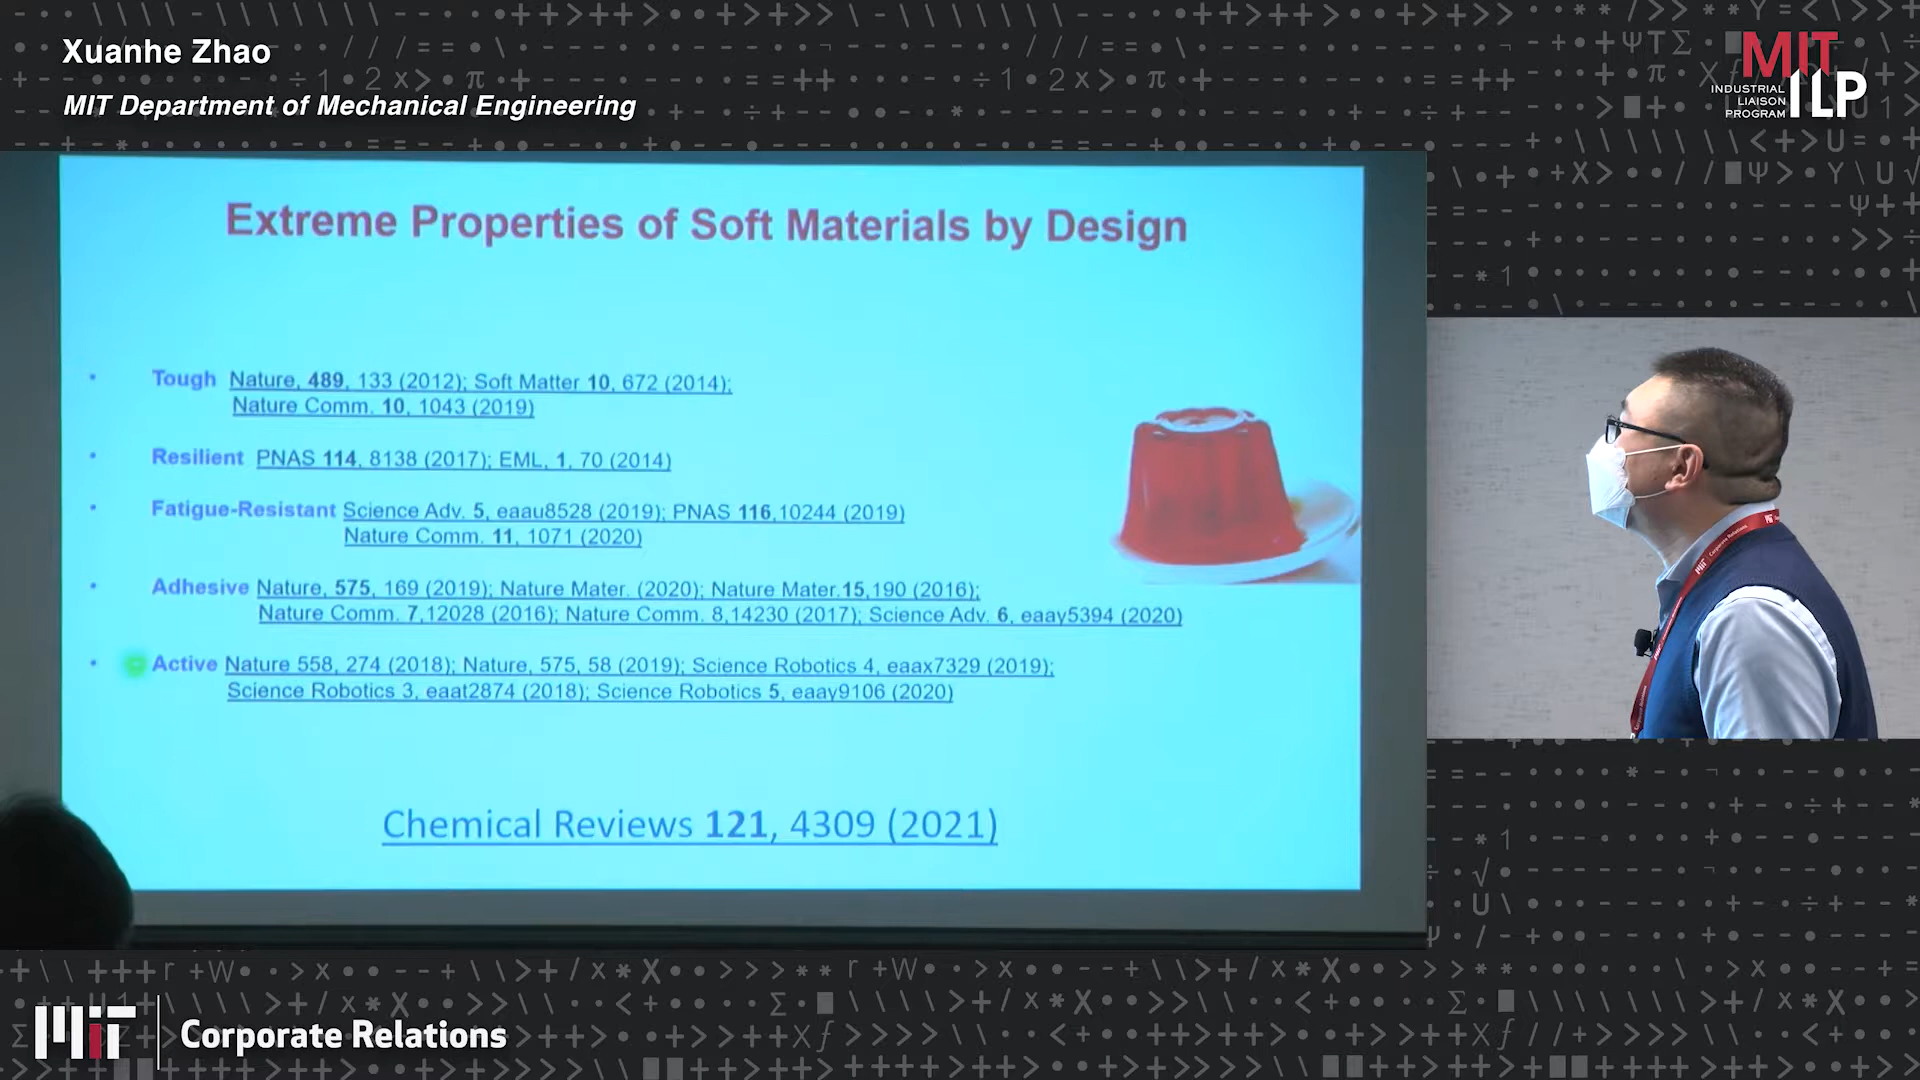 Xuanhe Zhao
MIT Department of Mechanical Engineering
MIT
ILP
INDUSTRIAL
LIAISON
PROGRAM
Extreme Properties of Soft Materials by Design
• Tough Nature, 489, 133 (2012); Soft Matter 10, 672 (2014);
Nature Comm. 10, 1043 (2019)
• Resilient PNAS 114, 8138 (2017); EML, 1, 70 (2014)
• Fatigue-Resistant Science Adv. 5, eaau8528 (2019); PNAS 116,10244 (2019)
Nature Comm. 11, 1071 (2020)
• Adhesive Nature, 575, 169 (2019); Nature Mater. (2020); Nature Mater.15,190 (2016);
Nature Comm. 7,12028 (2016); Nature Comm. 8,14230 (2017); Science Adv. 6, eaay5394 (2020)
• Active Nature 558, 274 (2018); Nature, 575, 58 (2019); Science Robotics 4, eaax7329 (2019);
Science Robotics 3, eaat2874 (2018); Science Robotics 5, eaay9106 (2020)
Chemical Reviews 121, 4309 (2021)
MIT
Corporate Relations